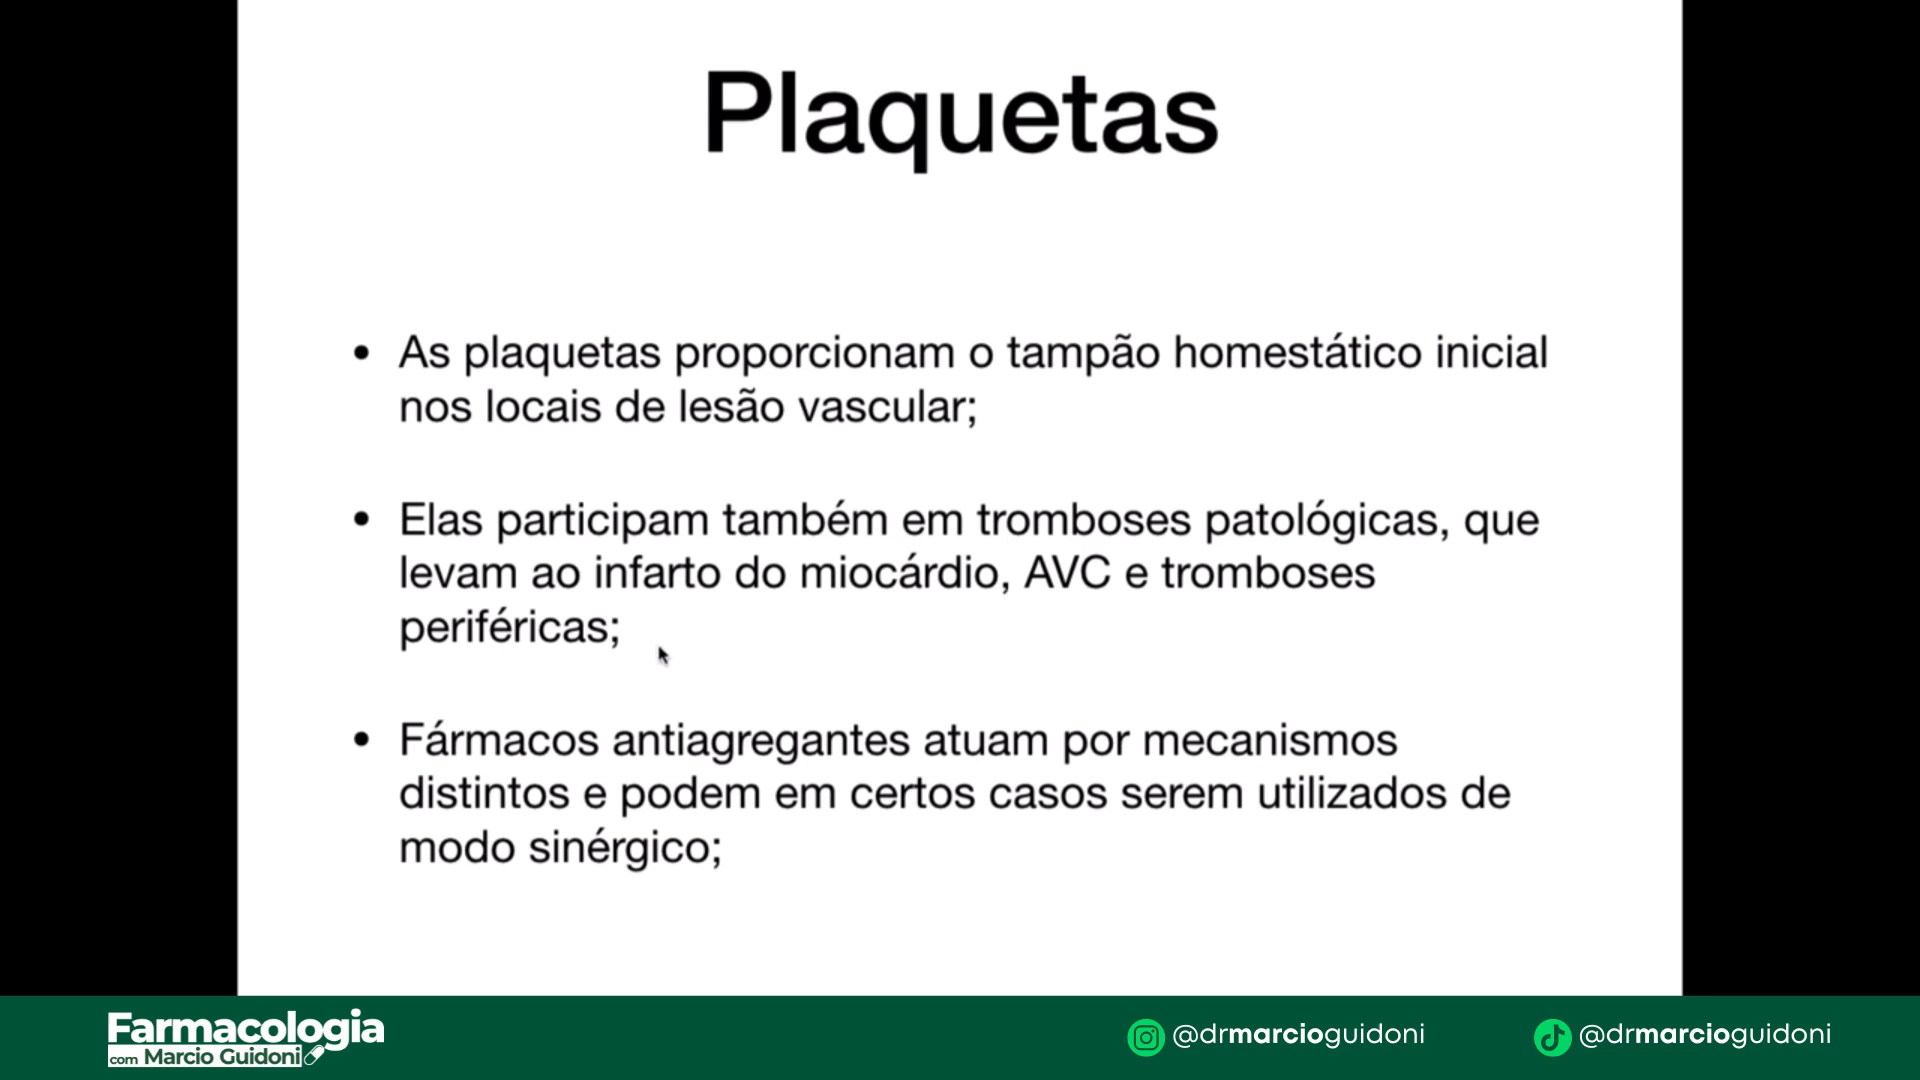 Plaquetas
• As plaquetas proporcionam o tampão homestático inicial
nos locais de lesão vascular;
• Elas participam também em tromboses patológicas, que
levam ao infarto do miocárdio, AVC e tromboses
periféricas;
• Fármacos antiagregantes atuam por mecanismos
distintos e podem em certos casos serem utilizados de
modo sinérgico;
Farmacologia
com Marcio Guidoni
@drmarcioguidoni
@drmarcioguidoni